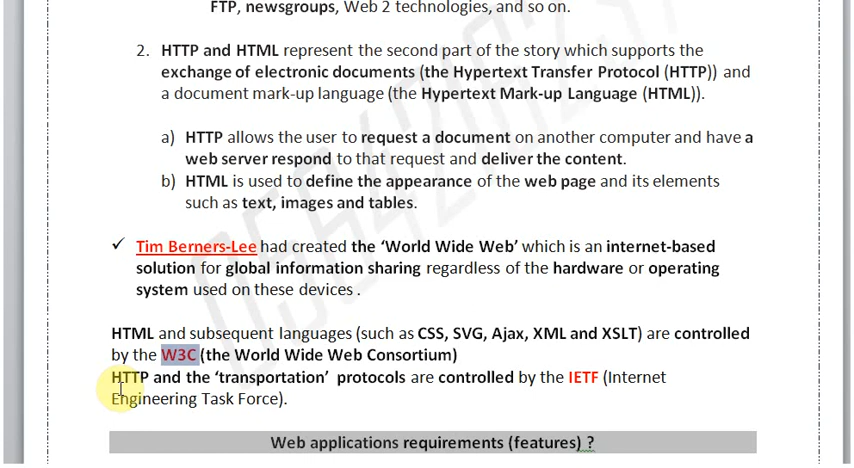 FTP, newsgroups, Web 2 technologies, and so on.
2. HTTP and HTML represent the second part of the story which supports the
exchange of electronic documents (the Hypertext Transfer Protocol (HTTP)) and
a document mark-up language (the Hypertext Mark-up Language (HTML)).
a) HTTP allows the user to request a document on another computer and have a
web server respond to that request and deliver the content.
b) HTML is used to define the appearance of the web page and its elements
such as text, images and tables.
✓ Tim Berners-Lee had created the ‘World Wide Web’ which is an internet-based
solution for global information sharing regardless of the hardware or operating
system used on these devices .
HTML and subsequent languages (such as CSS, SVG, Ajax, XML and XSLT) are controlled
by the W3C (the World Wide Web Consortium)
HTTP and the ‘transportation’ protocols are controlled by the IETF (Internet
Engineering Task Force).
Web applications requirements (features) ?